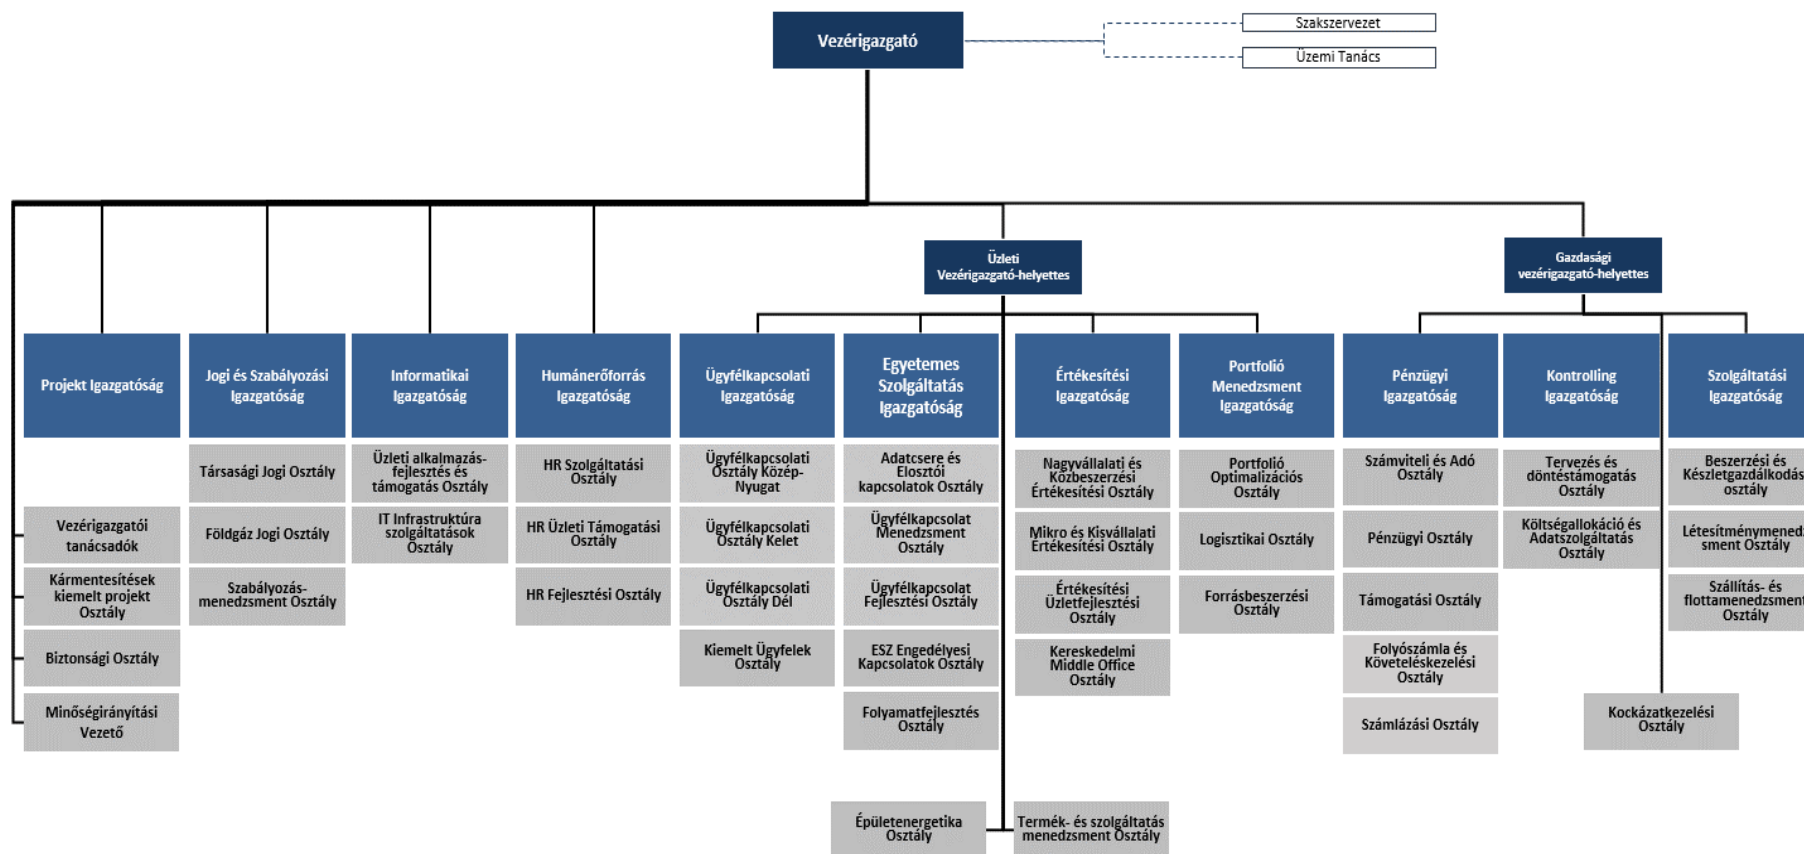 Vezérigazgató
Szakszervezet
Üzemi Tanács
Üzleti
Vezérigazgató-helyettes
Gazdasági
vezérigazgató-helyettes
Projekt Igazgatóság
Jogi és Szabályozási
Igazgatóság
Informatikai
Igazgatóság
Humánerőforrás
Igazgatóság
Ügyfélkapcsolati
Igazgatóság
Egyetemes
Szolgáltatás
Igazgatóság
Értékesítési
Igazgatóság
Portfolió
Menedzsment
Igazgatóság
Pénzügyi
Igazgatóság
Kontrolling
Igazgatóság
Szolgáltatási
Igazgatóság
Vezérigazgatói
tanácsadók
Kármentesítések
kiemelt projekt
Osztály
Biztonsági Osztály
Minőségirányítási
Vezető
Társasági Jogi Osztály
Földgáz Jogi Osztály
Szabályozás-
menedzsment Osztály
Üzleti alkalmazás-
fejlesztés és
támogatás Osztály
IT Infrastruktúra
szolgáltatások
Osztály
HR Szolgáltatási
Osztály
HR Üzleti Támogatási
Osztály
HR Fejlesztési Osztály
Ügyfélkapcsolati
Osztály Közép-
Nyugat
Ügyfélkapcsolati
Osztály Kelet
Ügyfélkapcsolati
Osztály Dél
Kiemelt Ügyfelek
Osztály
Adatcsere és
Elosztói
kapcsolatok Osztály
Ügyfélkapcsolat
Menedzsment
Osztály
Ügyfélkapcsolat
Fejlesztési Osztály
ESZ Engedélyesi
Kapcsolatok Osztály
Folyamatfejlesztés
Osztály
Nagyvállalati és
Közbeszerzési
Értékesítési Osztály
Mikro és Kisvállalati
Értékesítési Osztály
Értékesítési
Üzletfejlesztési
Osztály
Kereskedelmi
Middle Office
Osztály
Portfolió
Optimalizációs
Osztály
Logisztikai Osztály
Forrásbeszerzési
Osztály
Számviteli és Adó
Osztály
Pénzügyi Osztály
Támogatási Osztály
Folyószámla és
Követeléskezelési
Osztály
Számlázási Osztály
Tervezés és
döntéstámogatás
Osztály
Költségallokáció és
Adatszolgáltatás
Osztály
Kockázatkezelési
Osztály
Beszerzési és
Készletgazdálkodás
osztály
Létesítménymenedz
sment Osztály
Szállítás- és
flottamenedzsment
Osztály
Épületenergetika
Osztály
Termék- és szolgáltatás
menedzsment Osztály